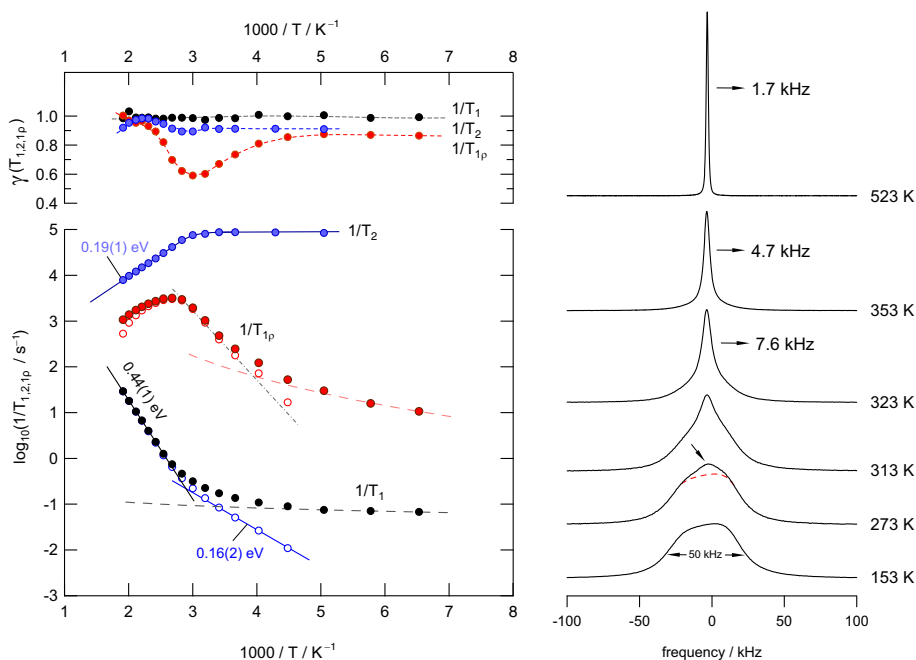 1000 / T / K⁻¹
1 2 3 4 5 6 7 8
γ(T₁,₂,₁ρ)
1.0
0.8
0.6
0.4
1/T₁
1/T₂
1/T₁ρ
log₁₀(1/T₁,₂,₁ρ / s⁻¹)
5
4
3
2
1
0
-1
-2
-3
0.19(1) eV
1/T₂
1/T₁ρ
0.44(1) eV
1/T₁
0.16(2) eV
1 2 3 4 5 6 7 8
1000 / T / K⁻¹
1.7 kHz
523 K
4.7 kHz
353 K
7.6 kHz
323 K
313 K
273 K
50 kHz
153 K
-100 -50 0 50 100
frequency / kHz